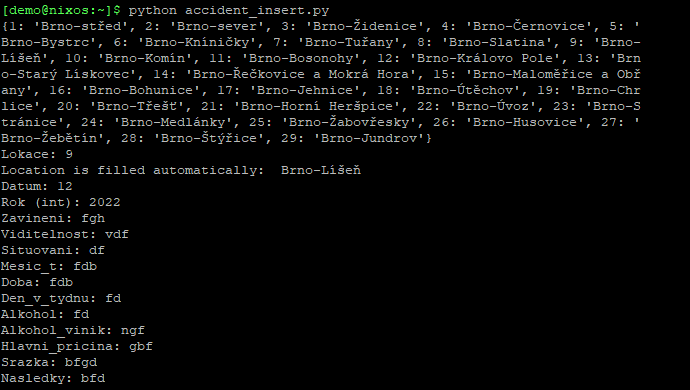 [demo@nixos:~]$ python accident_insert.py
{1: 'Brno-střed', 2: 'Brno-sever', 3: 'Brno-Židenice', 4: 'Brno-Černovice', 5: '
Brno-Bystrc', 6: 'Brno-Kníničky', 7: 'Brno-Tuřany', 8: 'Brno-Slatina', 9: 'Brno-
Líšeň', 10: 'Brno-Komín', 11: 'Brno-Bosonohy', 12: 'Brno-Královo Pole', 13: 'Brn
o-Starý Lískovec', 14: 'Brno-Řečkovice a Mokrá Hora', 15: 'Brno-Maloměřice a Obř
any', 16: 'Brno-Bohunice', 17: 'Brno-Jehnice', 18: 'Brno-Útěchov', 19: 'Brno-Chr
lice', 20: 'Brno-Třešť', 21: 'Brno-Horní Heršpice', 22: 'Brno-Úvoz', 23: 'Brno-S
tránice', 24: 'Brno-Medlánky', 25: 'Brno-Žabovřesky', 26: 'Brno-Husovice', 27: '
Brno-Žebětín', 28: 'Brno-Štýřice', 29: 'Brno-Jundrov'}
Lokace: 9
Location is filled automatically:  Brno-Líšeň
Datum: 12
Rok (int): 2022
Zavineni: fgh
Viditelnost: vdf
Situovani: df
Mesic_t: fdb
Doba: fdb
Den_v_tydnu: fd
Alkohol: fd
Alkohol_vinik: ngf
Hlavni_pricina: gbf
Srazka: bfgd
Nasledky: bfd